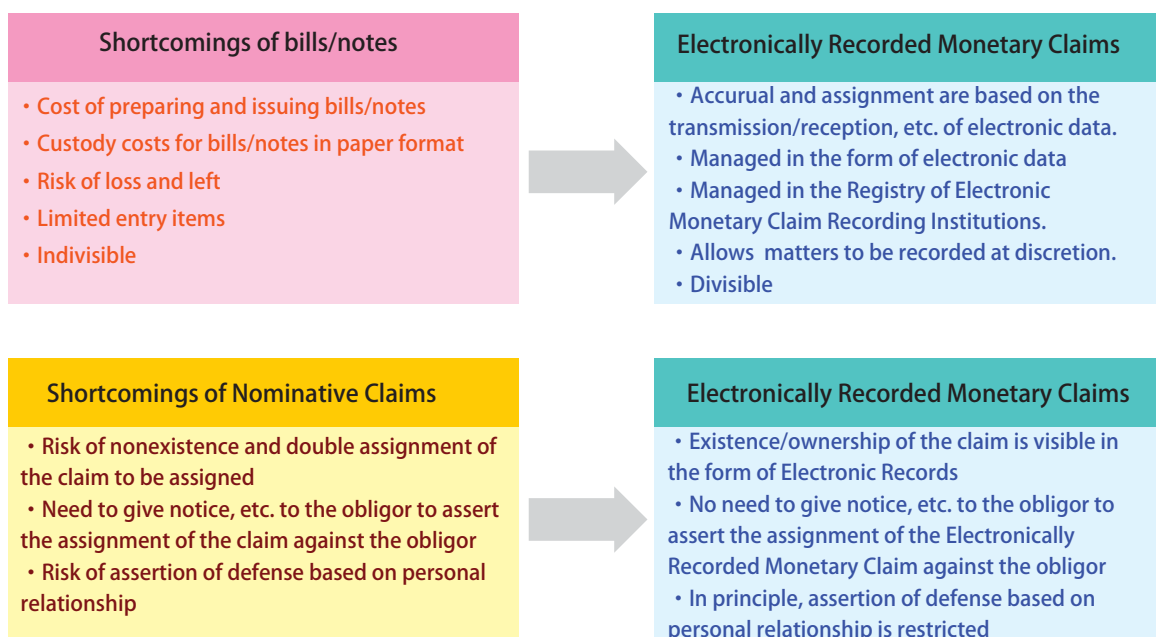 Shortcomings of bills/notes
・Cost of preparing and issuing bills/notes
・Custody costs for bills/notes in paper format
・Risk of loss and left
・Limited entry items
・Indivisible
Electronically Recorded Monetary Claims
・Accurual and assignment are based on the
transmission/reception, etc. of electronic data.
・Managed in the form of electronic data
・Managed in the Registry of Electronic
Monetary Claim Recording Institutions.
・Allows matters to be recorded at discretion.
・Divisible
Shortcomings of Nominative Claims
・Risk of nonexistence and double assignment of
the claim to be assigned
・Need to give notice, etc. to the obligor to assert
the assignment of the claim against the obligor
・Risk of assertion of defense based on personal
relationship
Electronically Recorded Monetary Claims
・Existence/ownership of the claim is visible in
the form of Electronic Records
・No need to give notice, etc. to the obligor to
assert the assignment of the Electronically
Recorded Monetary Claim against the obligor
・In principle, assertion of defense based on
personal relationship is restricted